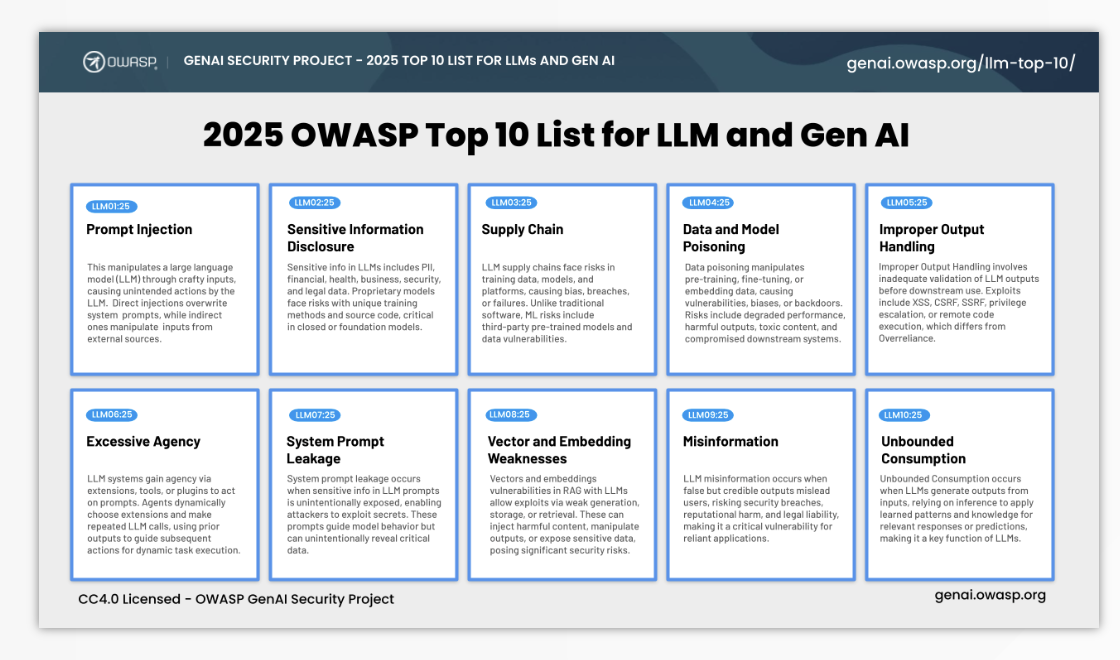 OWASP
GENAI SECURITY PROJECT - 2025 TOP 10 LIST FOR LLMs AND GEN AI
genai.owasp.org/llm-top-10/
2025 OWASP Top 10 List for LLM and Gen AI
LLM01:25
Prompt Injection
This manipulates a large language
model (LLM) through crafty inputs,
causing unintended actions by the
LLM. Direct injections overwrite
system prompts, while indirect
ones manipulate inputs from
external sources.
LLM02:25
Sensitive Information
Disclosure
Sensitive info in LLMs includes PII,
financial, health, business, security,
and legal data. Proprietary models
face risks with unique training
methods and source code, critical
in closed or foundation models.
LLM03:25
Supply Chain
LLM supply chains face risks in
training data, models, and
platforms, causing bias, breaches,
or failures. Unlike traditional
software, ML risks include
third-party pre-trained models and
data vulnerabilities.
LLM04:25
Data and Model
Poisoning
Data poisoning manipulates
pre-training, fine-tuning, or
embedding data, causing
vulnerabilities, biases, or backdoors.
Risks include degraded performance,
harmful outputs, toxic content, and
compromised downstream systems.
LLM05:25
Improper Output
Handling
Improper Output Handling involves
inadequate validation of LLM outputs
before downstream use. Exploits
include XSS, CSRF, SSRF, privilege
escalation, or remote code
execution, which differs from
Overreliance.
LLM06:25
Excessive Agency
LLM systems gain agency via
extensions, tools, or plugins to act
on prompts. Agents dynamically
choose extensions and make
repeated LLM calls, using prior
outputs to guide subsequent
actions for dynamic task execution.
LLM07:25
System Prompt
Leakage
System prompt leakage occurs
when sensitive info in LLM prompts
is unintentionally exposed, enabling
attackers to exploit secrets. These
prompts guide model behavior but
can unintentionally reveal critical
data.
LLM08:25
Vector and Embedding
Weaknesses
Vectors and embeddings
vulnerabilities in RAG with LLMs
allow exploits via weak generation,
storage, or retrieval. These can
inject harmful content, manipulate
outputs, or expose sensitive data,
posing significant security risks.
LLM09:25
Misinformation
LLM misinformation occurs when
false but credible outputs mislead
users, risking security breaches,
reputational harm, and legal liability,
making it a critical vulnerability for
reliant applications.
LLM10:25
Unbounded
Consumption
Unbounded Consumption occurs
when LLMs generate outputs from
inputs, relying on inference to apply
learned patterns and knowledge for
relevant responses or predictions,
making it a key function of LLMs.
CC4.0 Licensed - OWASP GenAI Security Project
genai.owasp.org